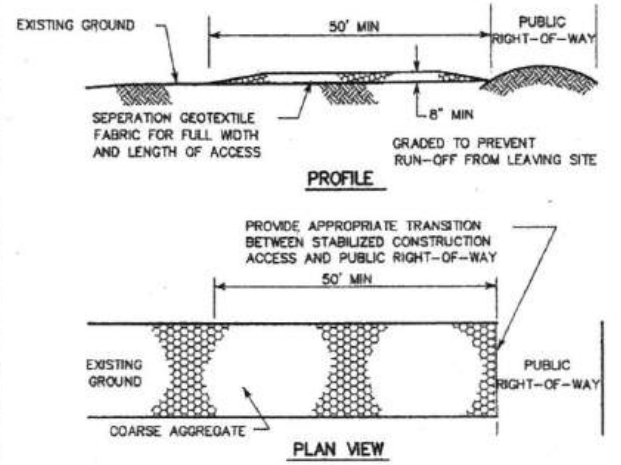 EXISTING GROUND
50' MIN
PUBLIC
RIGHT-OF-WAY
SEPERATION GEOTEXTILE
FABRIC FOR FULL WIDTH
AND LENGTH OF ACCESS
8" MIN
GRADED TO PREVENT
RUN-OFF FROM LEAVING SITE
PROFILE
PROVIDE APPROPRIATE TRANSITION
BETWEEN STABILIZED CONSTRUCTION
ACCESS AND PUBLIC RIGHT-OF-WAY
50' MIN
EXISTING
GROUND
PUBLIC
RIGHT-OF-WAY
COARSE AGGREGATE
PLAN VIEW